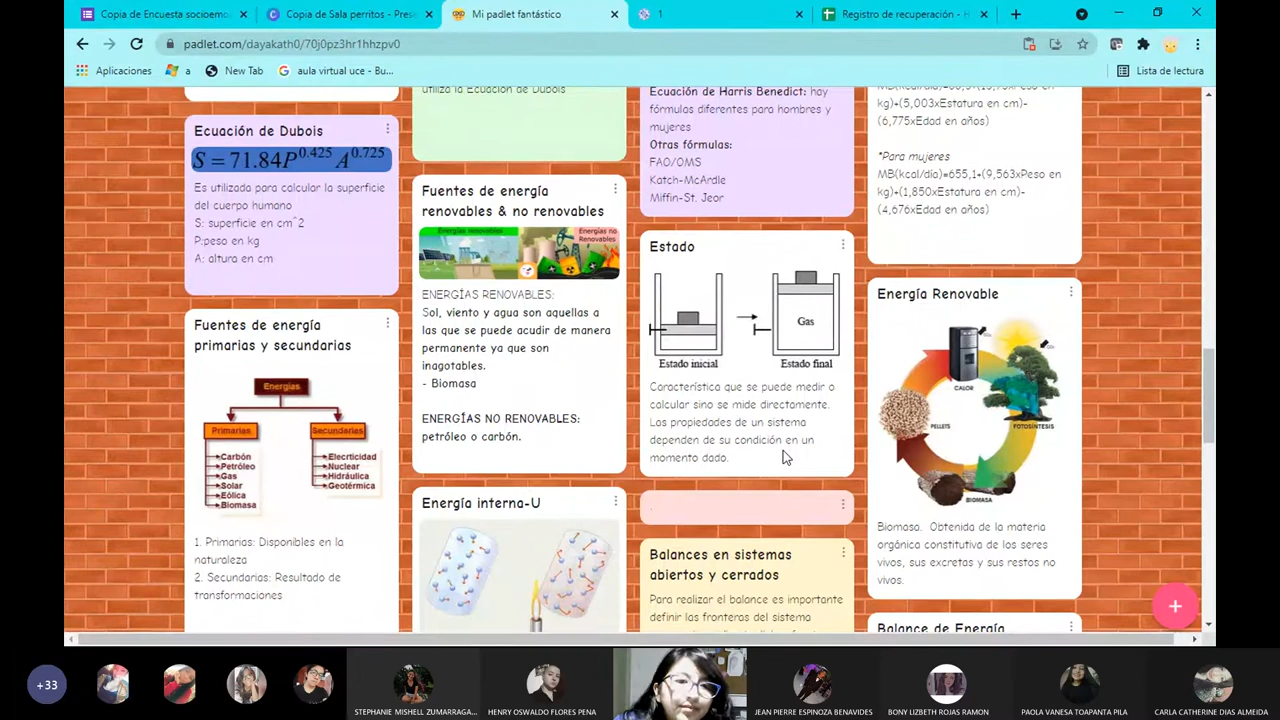 Copia de Encuesta socioemo
Copia de Sala perritos - Prese
Mi padlet fantástico
1
Registro de recuperación - H
padlet.com/dayakath0/70j0pz3hr1hhzpv0
Aplicaciones
a
New Tab
aula virtual uce - Bu...
Lista de lectura
Ecuación de Dubois
S = 71.84P^0.425 A^0.725
Es utilizada para calcular la superficie
del cuerpo humano
S: superficie en cm^2
P:peso en kg
A: altura en cm
Fuentes de energía
primarias y secundarias
Energías
Primarias
Secundarias
Carbón
Petróleo
Gas
Solar
Eólica
Biomasa
Elecrticidad
Nuclear
Hidráulica
Geotérmica
1. Primarias: Disponibles en la
naturaleza
2. Secundarias: Resultado de
transformaciones
utiliza la Ecuación de Dubois
Fuentes de energía
renovables & no renovables
Energías renovables
Energías no
Renovables
ENERGÍAS RENOVABLES:
Sol, viento y agua son aquellas a
las que se puede acudir de manera
permanente ya que son
inagotables.
- Biomasa
ENERGÍAS NO RENOVABLES:
petróleo o carbón.
Energía interna-U
Ecuación de Harris Benedict: hay
fórmulas diferentes para hombres y
mujeres
Otras fórmulas:
FAO/OMS
Katch-McArdle
Miffin-St. Jeor
Estado
Gas
Estado inicial
Estado final
Característica que se puede medir o
calcular sino se mide directamente.
Las propiedades de un sistema
dependen de su condición en un
momento dado.
Balances en sistemas
abiertos y cerrados
Para realizar el balance es importante
definir las fronteras del sistema
kg)+(5,003xEstatura en cm)-
(6,775xEdad en años)
*Para mujeres
MB(kcal/día)=655,1+(9,563xPeso en
kg)+(1,850xEstatura en cm)-
(4,676xEdad en años)
Energía Renovable
CALOR
PELLETS
FOTOSÍNTESIS
BIOMASA
Biomasa. Obtenida de la materia
orgánica constitutiva de los seres
vivos, sus excretas y sus restos no
vivos.
Balance de Energía
+33
STEPHANIE MISHELL ZUMARRAGA...
HENRY OSWALDO FLORES PENA
JEAN PIERRE ESPINOZA BENAVIDES
BONY LIZBETH ROJAS RAMON
PAOLA VANESA TOAPANTA PILA
CARLA CATHERINE DIAS ALMEIDA